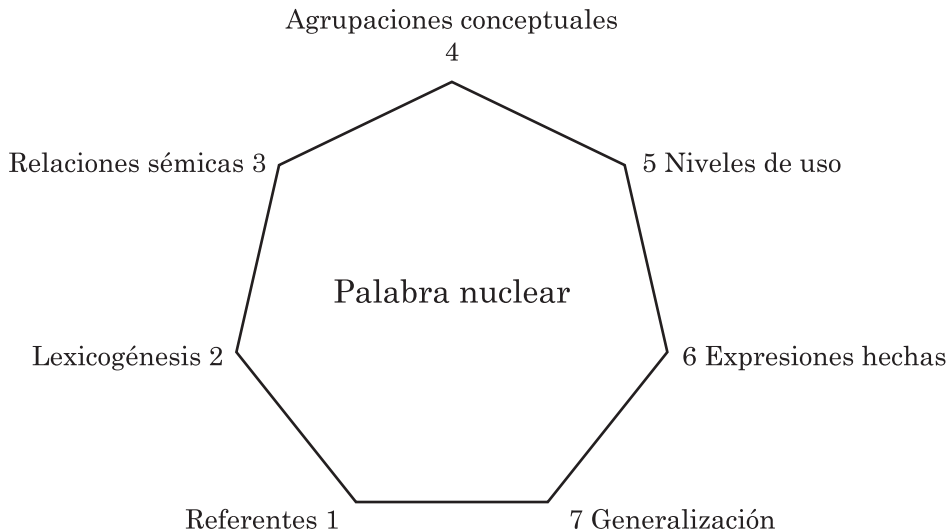 Agrupaciones conceptuales
4
Relaciones sémicas 3
5 Niveles de uso
Palabra nuclear
Lexicogénesis 2
6 Expresiones hechas
Referentes 1
7 Generalización